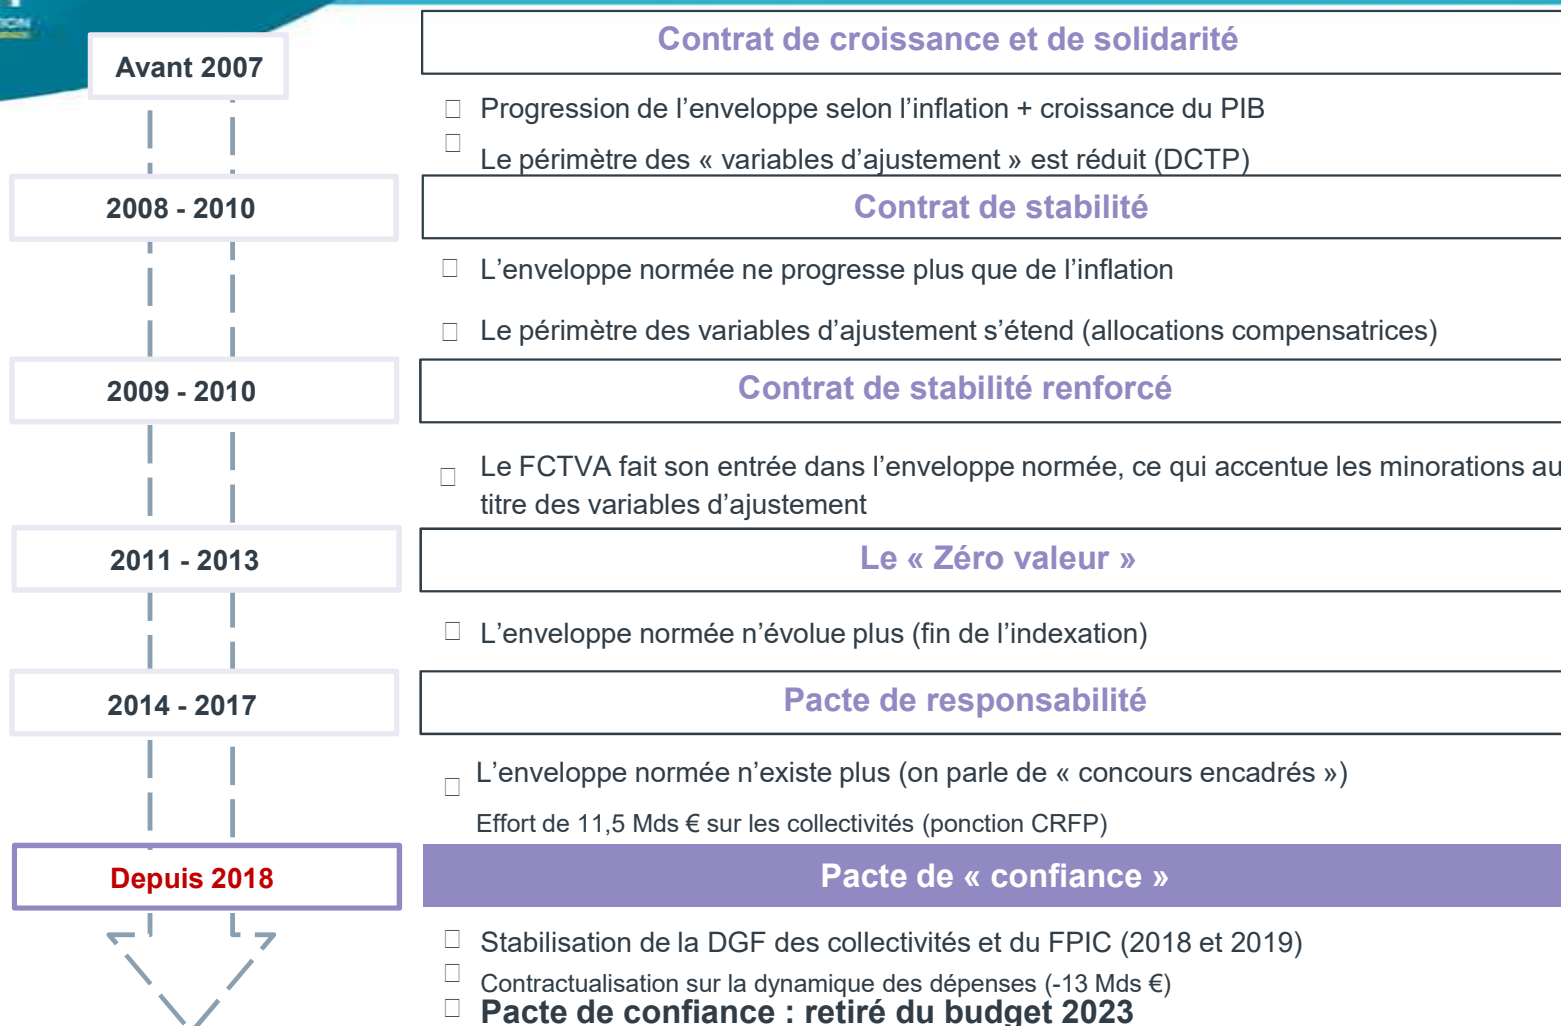 Avant 2007
Contrat de croissance et de solidarité
Progression de l’enveloppe selon l’inflation + croissance du PIB
Le périmètre des « variables d’ajustement » est réduit (DCTP)
2008 - 2010
Contrat de stabilité
L’enveloppe normée ne progresse plus que de l’inflation
Le périmètre des variables d’ajustement s’étend (allocations compensatrices)
2009 - 2010
Contrat de stabilité renforcé
Le FCTVA fait son entrée dans l’enveloppe normée, ce qui accentue les minorations au
titre des variables d’ajustement
2011 - 2013
Le « Zéro valeur »
L’enveloppe normée n’évolue plus (fin de l’indexation)
2014 - 2017
Pacte de responsabilité
L’enveloppe normée n’existe plus (on parle de « concours encadrés »)
Effort de 11,5 Mds € sur les collectivités (ponction CRFP)
Depuis 2018
Pacte de « confiance »
Stabilisation de la DGF des collectivités et du FPIC (2018 et 2019)
Contractualisation sur la dynamique des dépenses (-13 Mds €)
Pacte de confiance : retiré du budget 2023